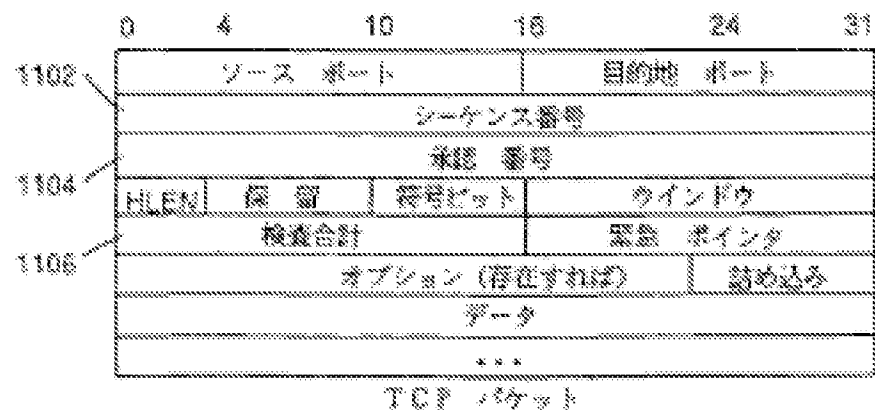 0 4 10 16 24 31
ソース ポート 目的地 ポート
1102
シーケンス番号
承認 番号
1104
HLEN 保 留 符号ビット ウインドウ
検査合計 緊急 ポインタ
1106
オプション (存在すれば) 詰め込み
データ
...
TCP パケット